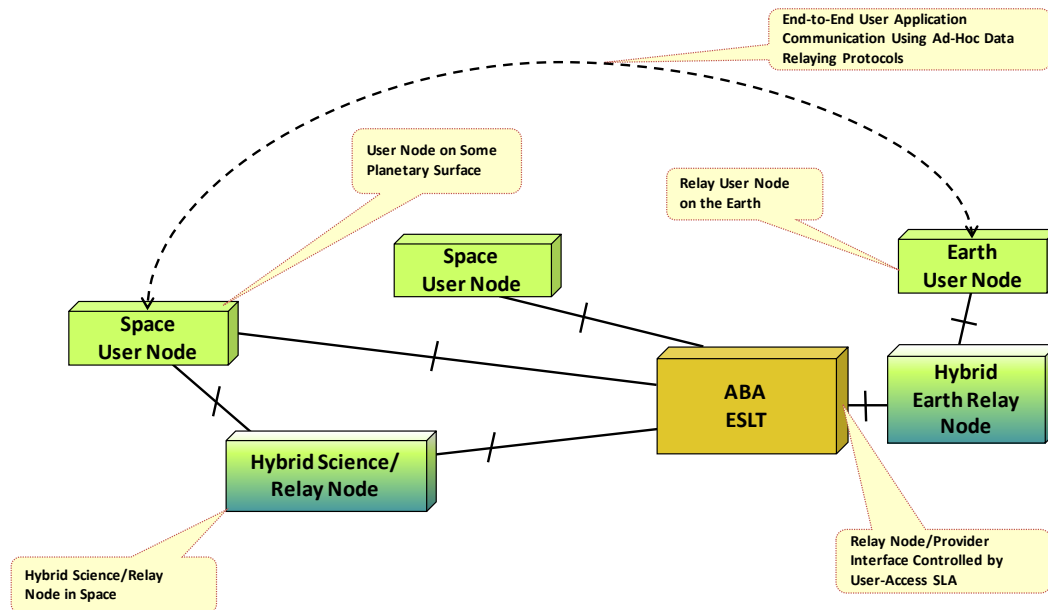 End-to-End User Application
Communication Using Ad-Hoc Data
Relaying Protocols
User Node on Some
Planetary Surface
Relay User Node
on the Earth
Space
User Node
Earth
User Node
Space
User Node
ABA
ESLT
Hybrid
Earth Relay
Node
Hybrid Science/
Relay Node
Hybrid Science/Relay
Node in Space
Relay Node/Provider
Interface Controlled by
User-Access SLA